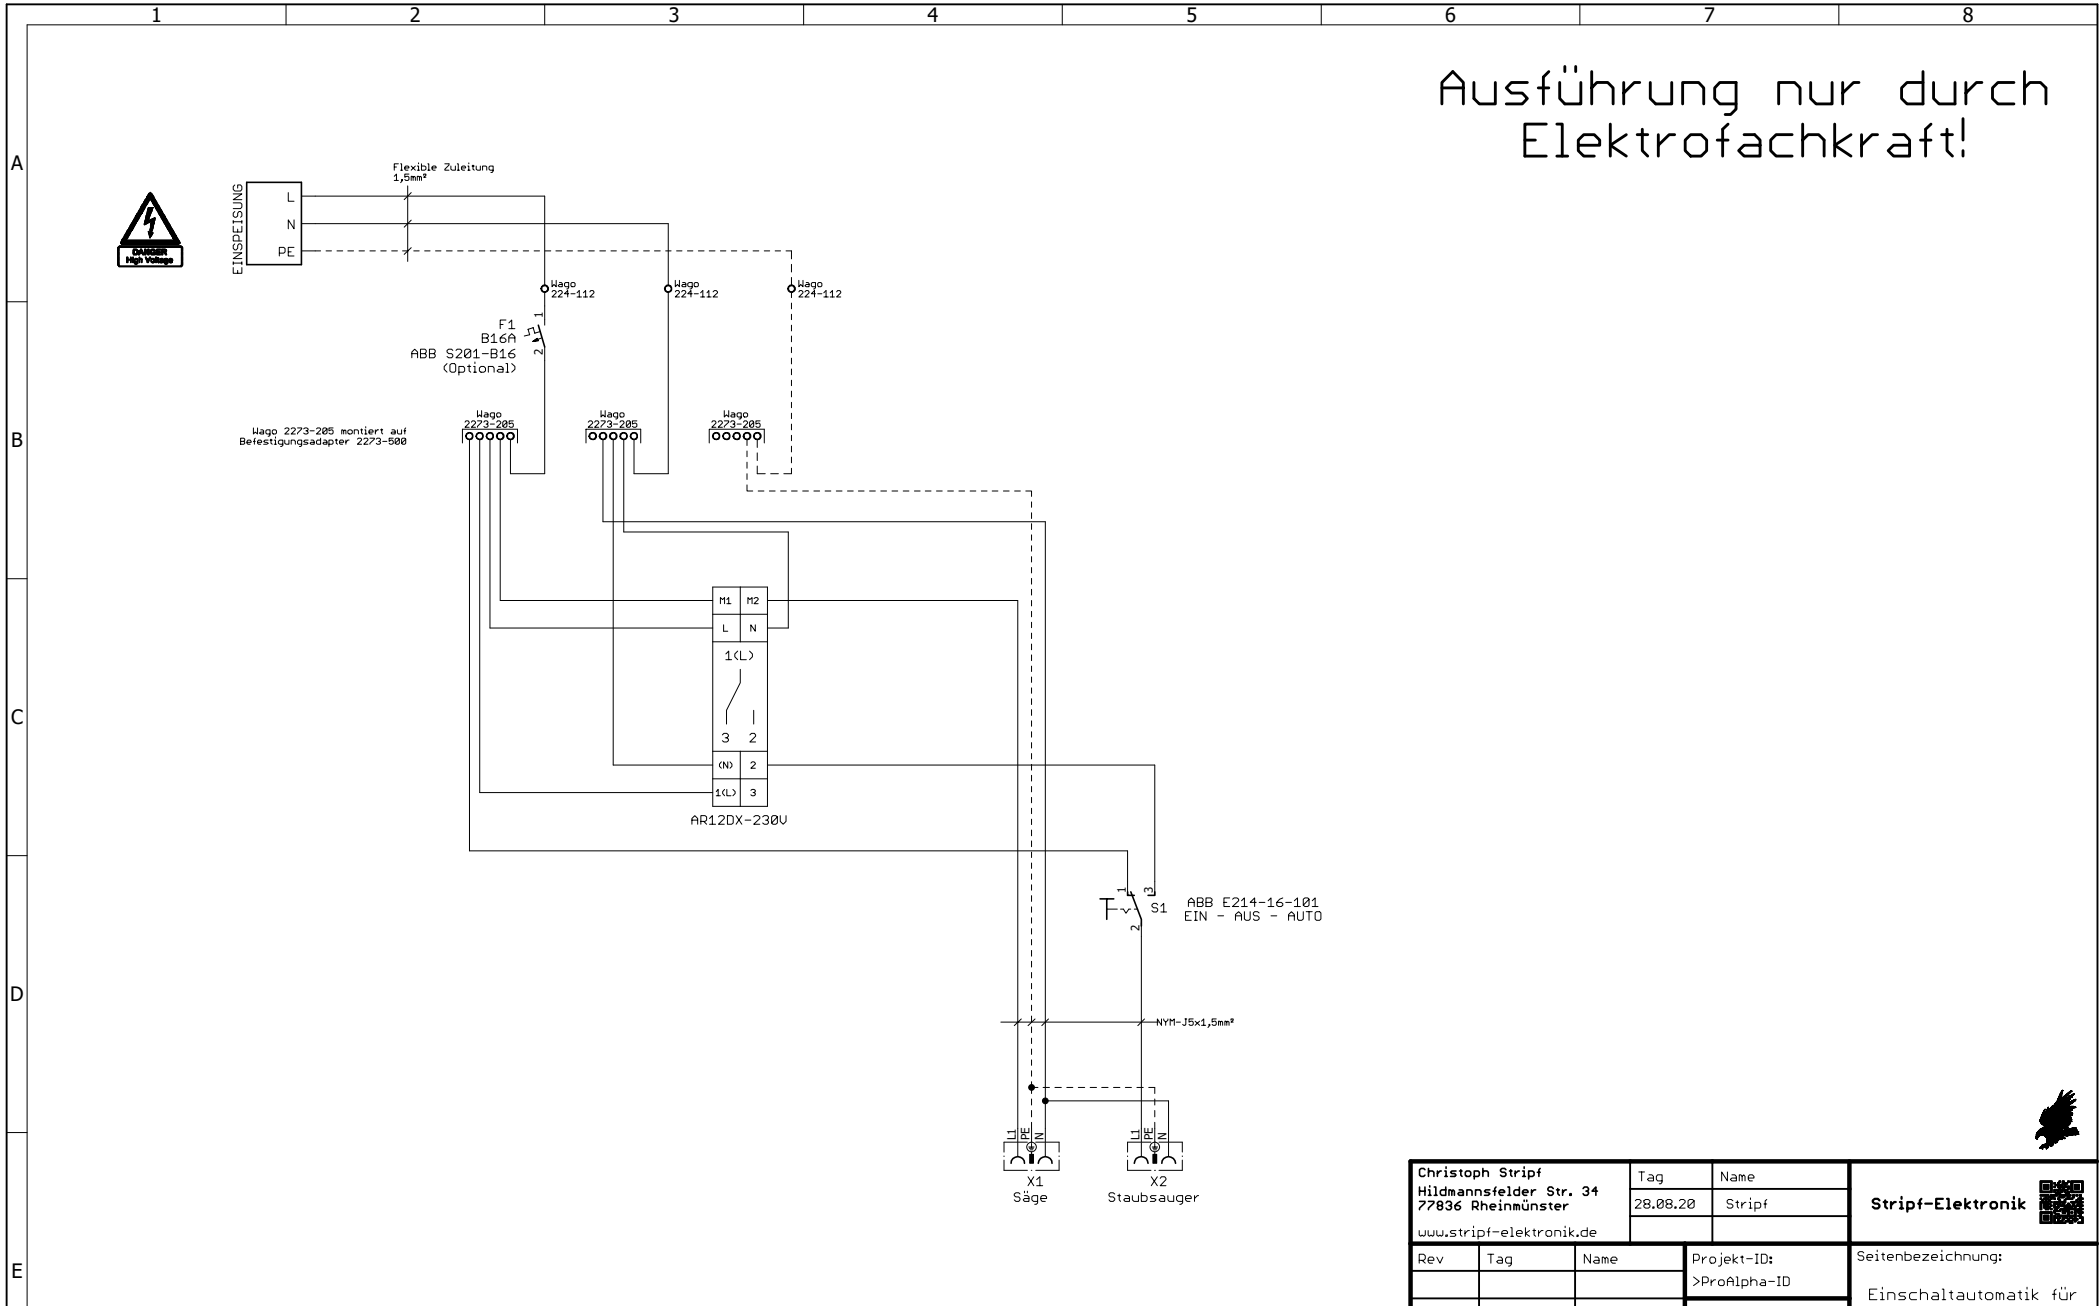 1 2 3 4 5 6 7 8
Ausführung nur durch
Elektrofachkraft!
A
B
C
D
E
DANGER
High Voltage
EINSPEISUNG
L
N
PE
Flexible Zuleitung
1,5mm²
Wago
224-112
Wago
224-112
Wago
224-112
F1
B16A
ABB S201-B16
(Optional)
1
2
Wago 2273-205 montiert auf
Befestigungsadapter 2273-500
Wago
2273-205
Wago
2273-205
Wago
2273-205
M1 M2
L N
1(L)
3 2
(N) 2
1(L) 3
AR12DX-230V
1 3
S1
2
ABB E214-16-101
EIN - AUS - AUTO
NYM-J5x1,5mm²
L1 PE N
X1
Säge
L1 PE N
X2
Staubsauger
Christoph Stripf
Hildmannsfelder Str. 34
77836 Rheinmünster
www.stripf-elektronik.de
Tag Name
28.08.20 Stripf
Stripf-Elektronik
Rev Tag Name
Projekt-ID:
>ProAlpha-ID
Seitenbezeichnung:
Einschaltautomatik für